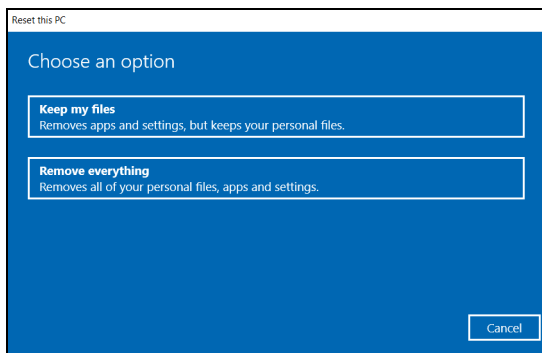 Reset this PC
Choose an option
Keep my files
Removes apps and settings, but keeps your personal files.
Remove everything
Removes all of your personal files, apps and settings.
Cancel